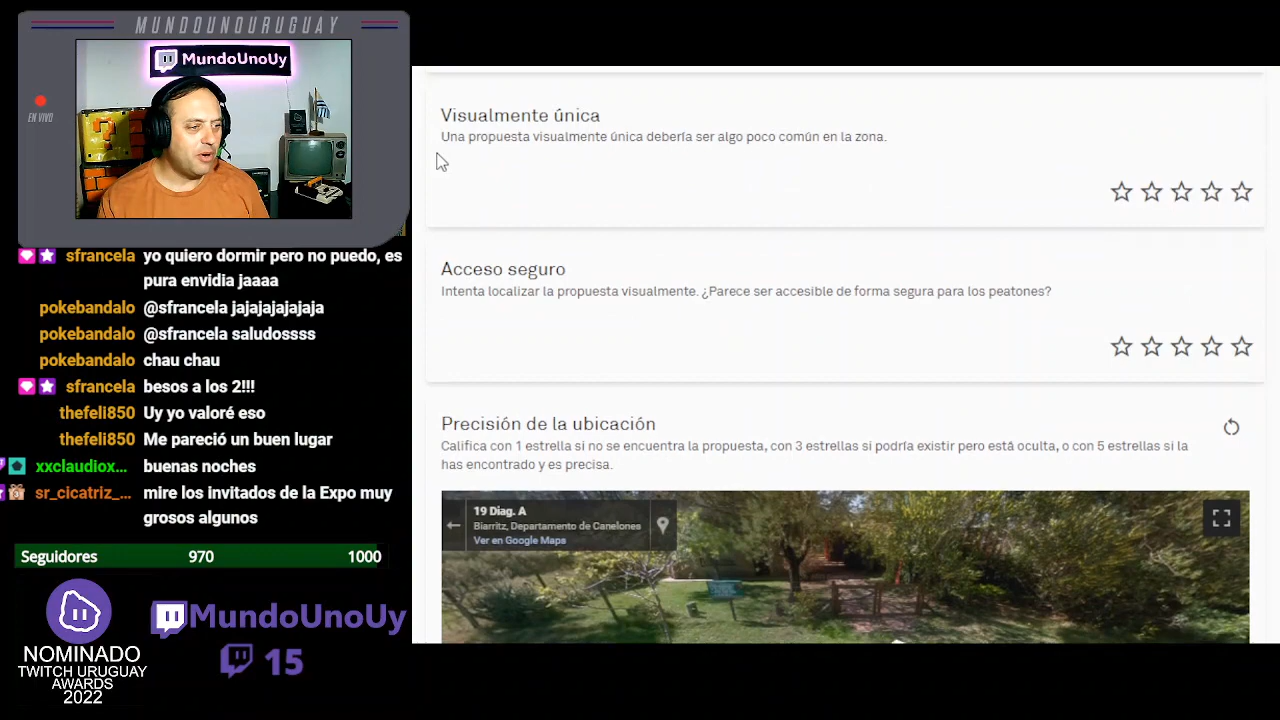 MUNDOUNOURUGUAY
MundoUnoUy
EN VIVO
sfrancela yo quiero dormir pero no puedo, es
pura envidia jaaaa
pokebandalo @sfrancela jajajajajajaja
pokebandalo @sfrancela saludossss
pokebandalo chau chau
sfrancela besos a los 2!!!
thefeli850 Uy yo valoré eso
thefeli850 Me pareció un buen lugar
xxclaudiox... buenas noches
sr_cicatriz_... mire los invitados de la Expo muy
grosos algunos
Seguidores 970 1000
NOMINADO
TWITCH URUGUAY
AWARDS
2022
MundoUnoUy
15
Visualmente única
Una propuesta visualmente única debería ser algo poco común en la zona.
Acceso seguro
Intenta localizar la propuesta visualmente. ¿Parece ser accesible de forma segura para los peatones?
Precisión de la ubicación
Califica con 1 estrella si no se encuentra la propuesta, con 3 estrellas si podría existir pero está oculta, o con 5 estrellas si la
has encontrado y es precisa.
19 Diag. A
Biarritz, Departamento de Canelones
Ver en Google Maps